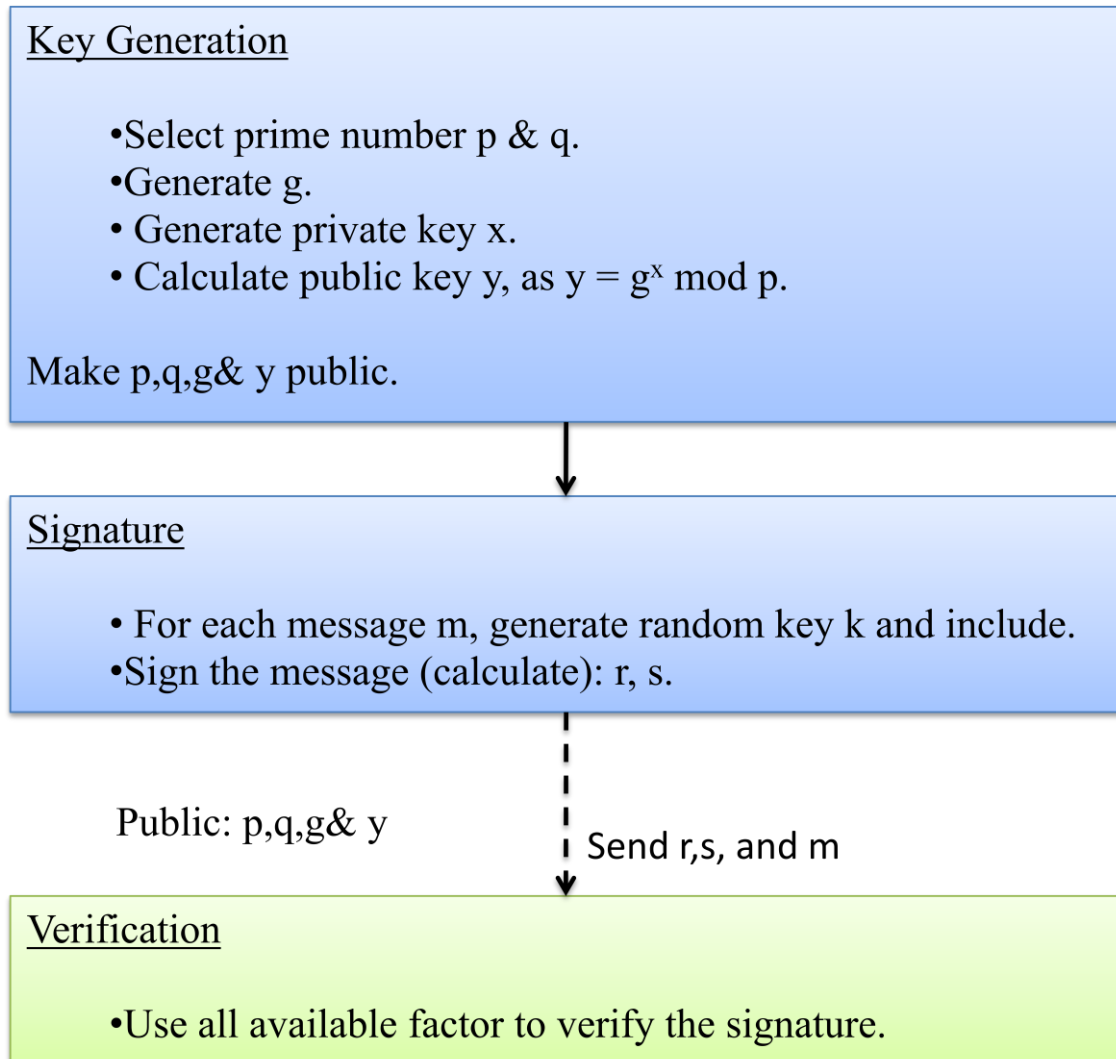 Key Generation
•Select prime number p & q.
•Generate g.
• Generate private key x.
• Calculate public key y, as y = gˣ mod p.
Make p,q,g& y public.
Signature
• For each message m, generate random key k and include.
•Sign the message (calculate): r, s.
Public: p,q,g& y
Send r,s, and m
Verification
•Use all available factor to verify the signature.